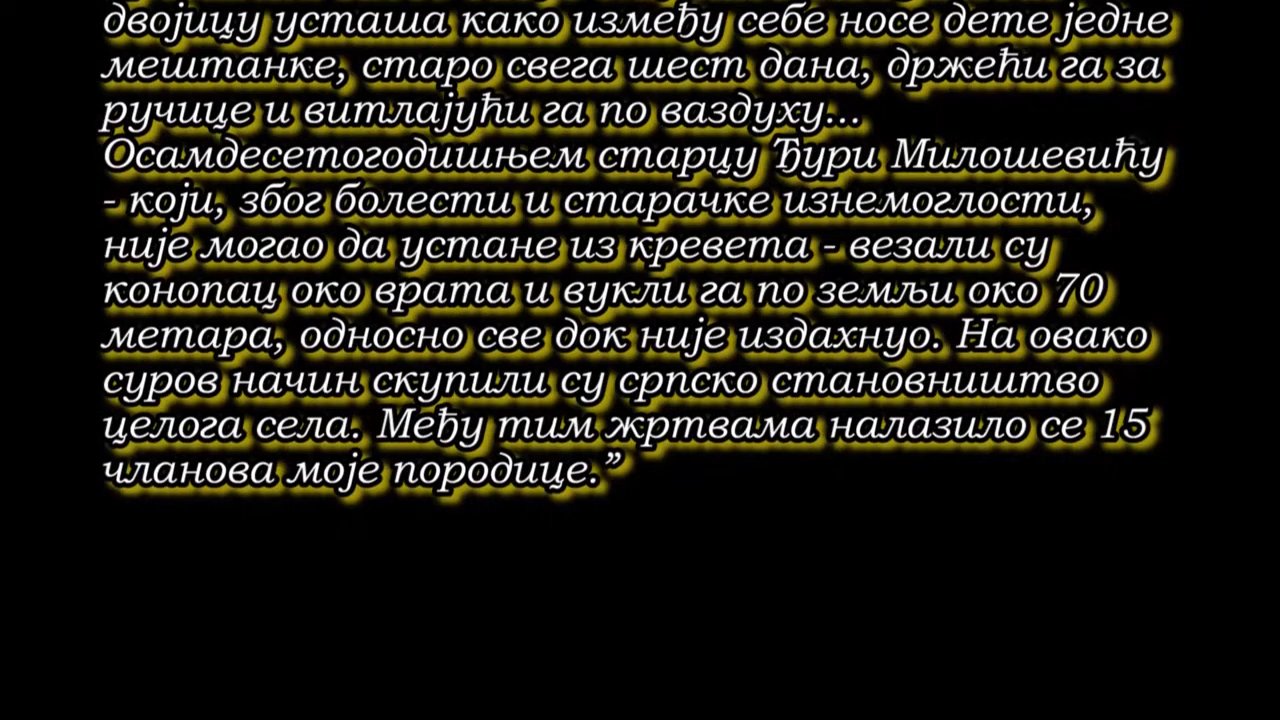 двојицу усташа како између себе носе дете једне
мештанке, старо свега шест дана, држећи га за
ручице и витлајући га по ваздуху...
Осамдесетогодишњем старцу Ђури Милошевићу
- који, због болести и старачке изнемоглости,
није могао да устане из кревета - везали су
конопац око врата и вукли га по земљи око 70
метара, односно све док није издахнуо. На овако
суров начин скупили су српско становништво
целога села. Међу тим жртвама налазило се 15
чланова моје породице.”